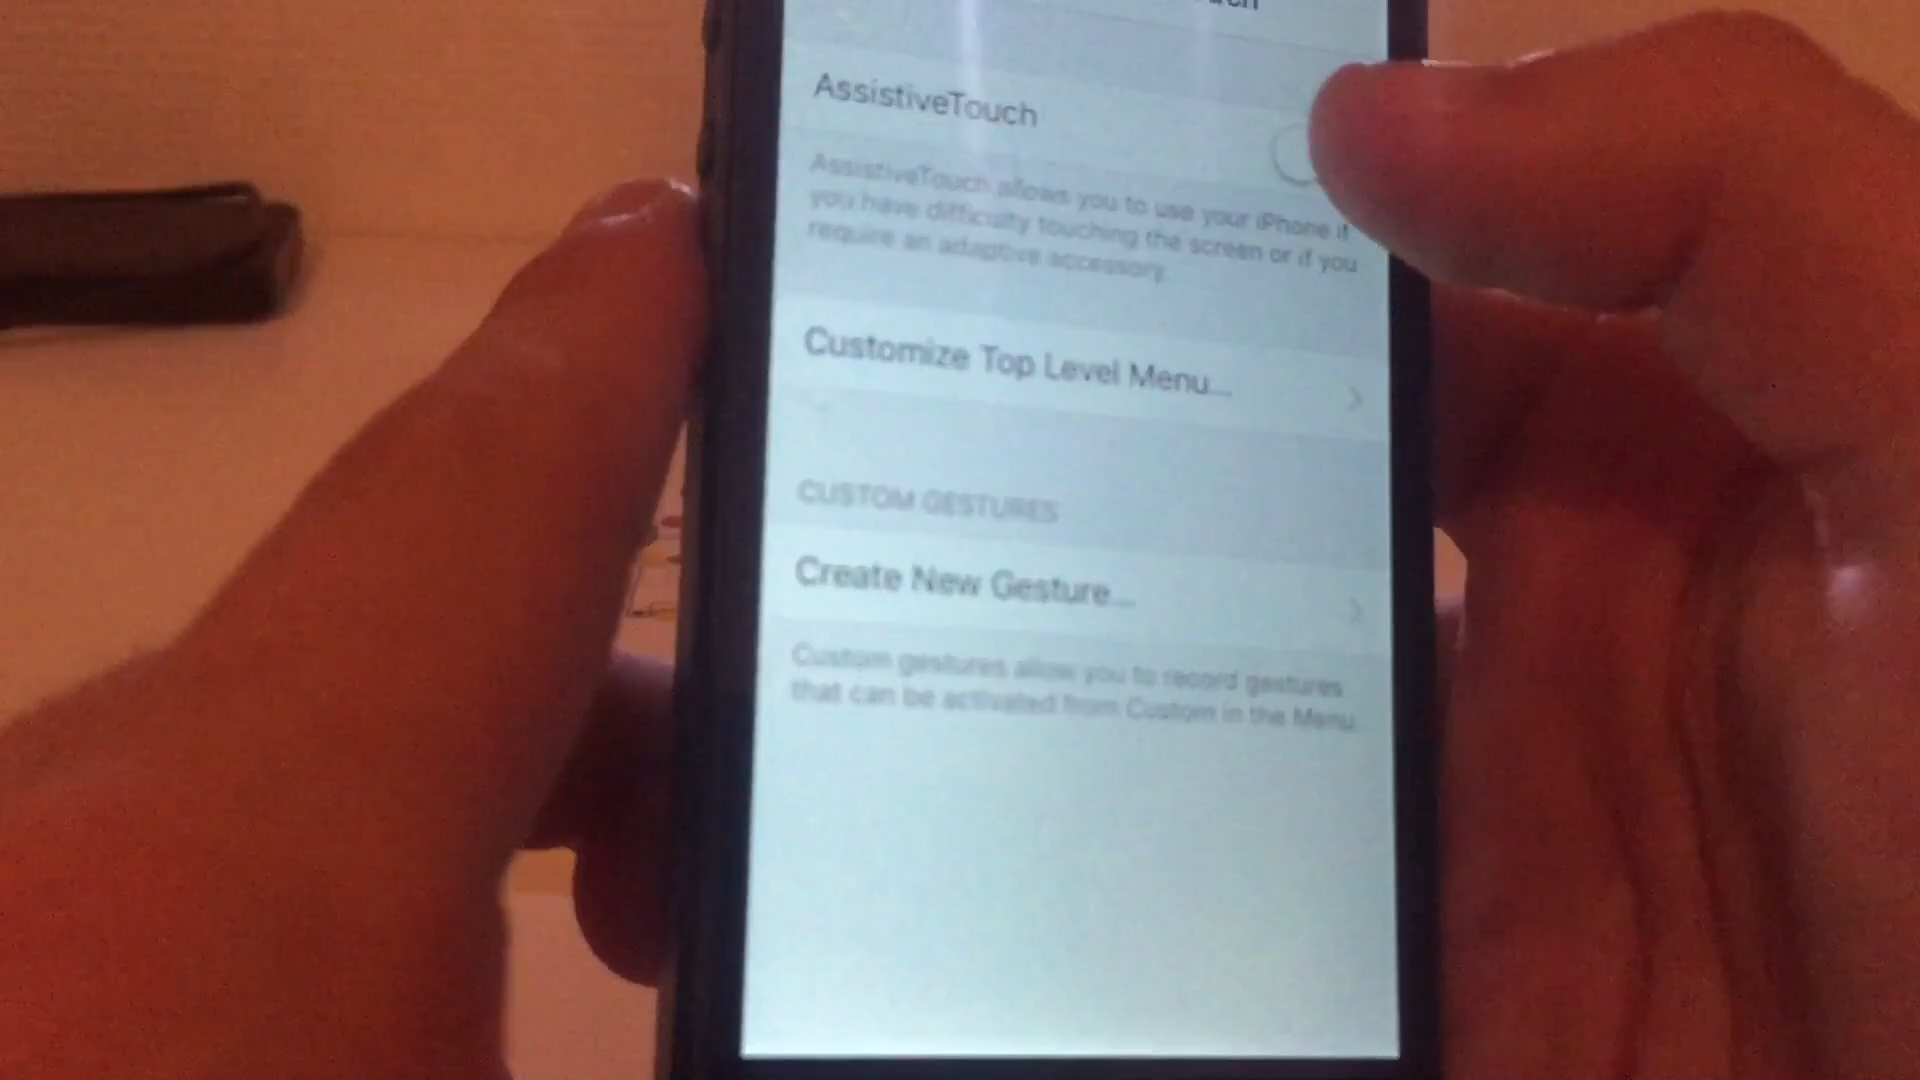 AssistiveTouch
AssistiveTouch allows you to use your iPhone if
you have difficulty touching the screen or if you
require an adaptive accessory.
Customize Top Level Menu...
CUSTOM GESTURES
Create New Gesture...
Custom gestures allow you to record gestures
that can be activated from Custom in the Menu.